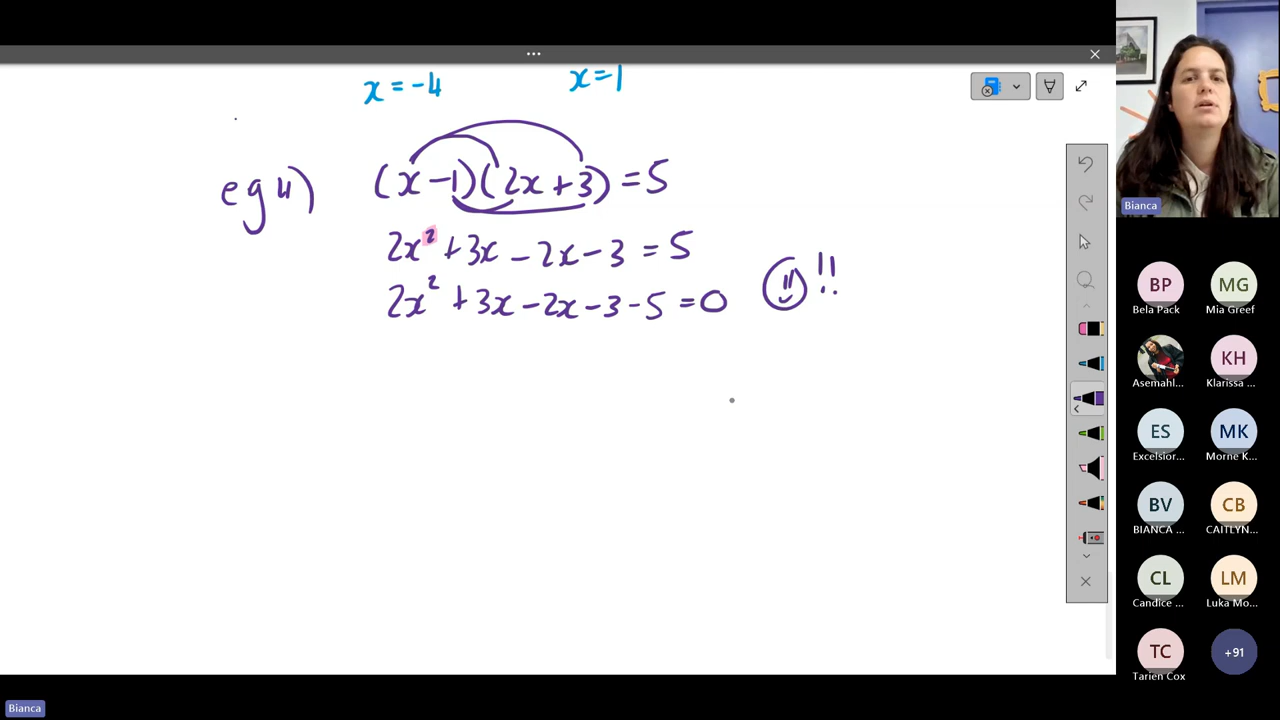 ...
x = -4 x = 1
eg 4) (x - 1)(2x + 3) = 5
2x² + 3x - 2x - 3 = 5
2x² + 3x - 2x - 3 - 5 = 0 !!
Bianca
BP MG
Bela Pack Mia Greef
KH
Asemahl... Klarissa ...
ES MK
Excelsior... Morne K...
BV CB
BIANCA ... CAITLYN...
CL LM
Candice ... Luka Mo...
TC +91
Tarien Cox
Bianca